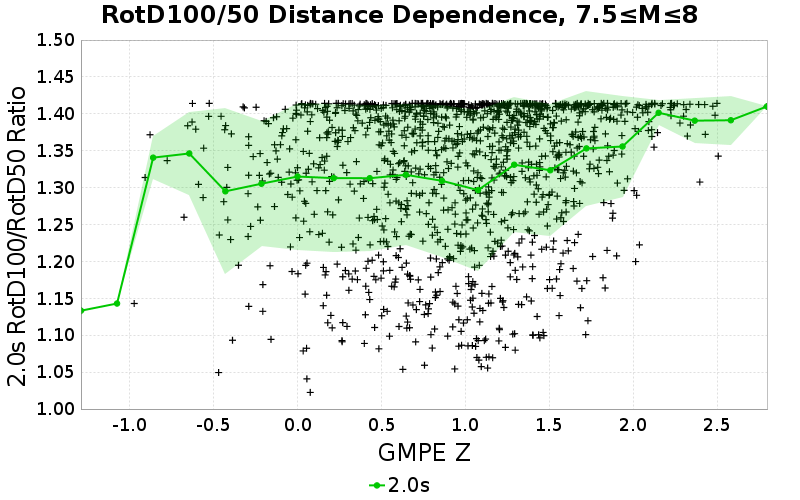 RotD100/50 Distance Dependence, 7.5≤M≤8
1.50
1.45
1.40
1.35
1.30
1.25
1.20
1.15
1.10
1.05
1.00
2.0s RotD100/RotD50 Ratio
-1.0 -0.5 0.0 0.5 1.0 1.5 2.0 2.5
GMPE Z
2.0s